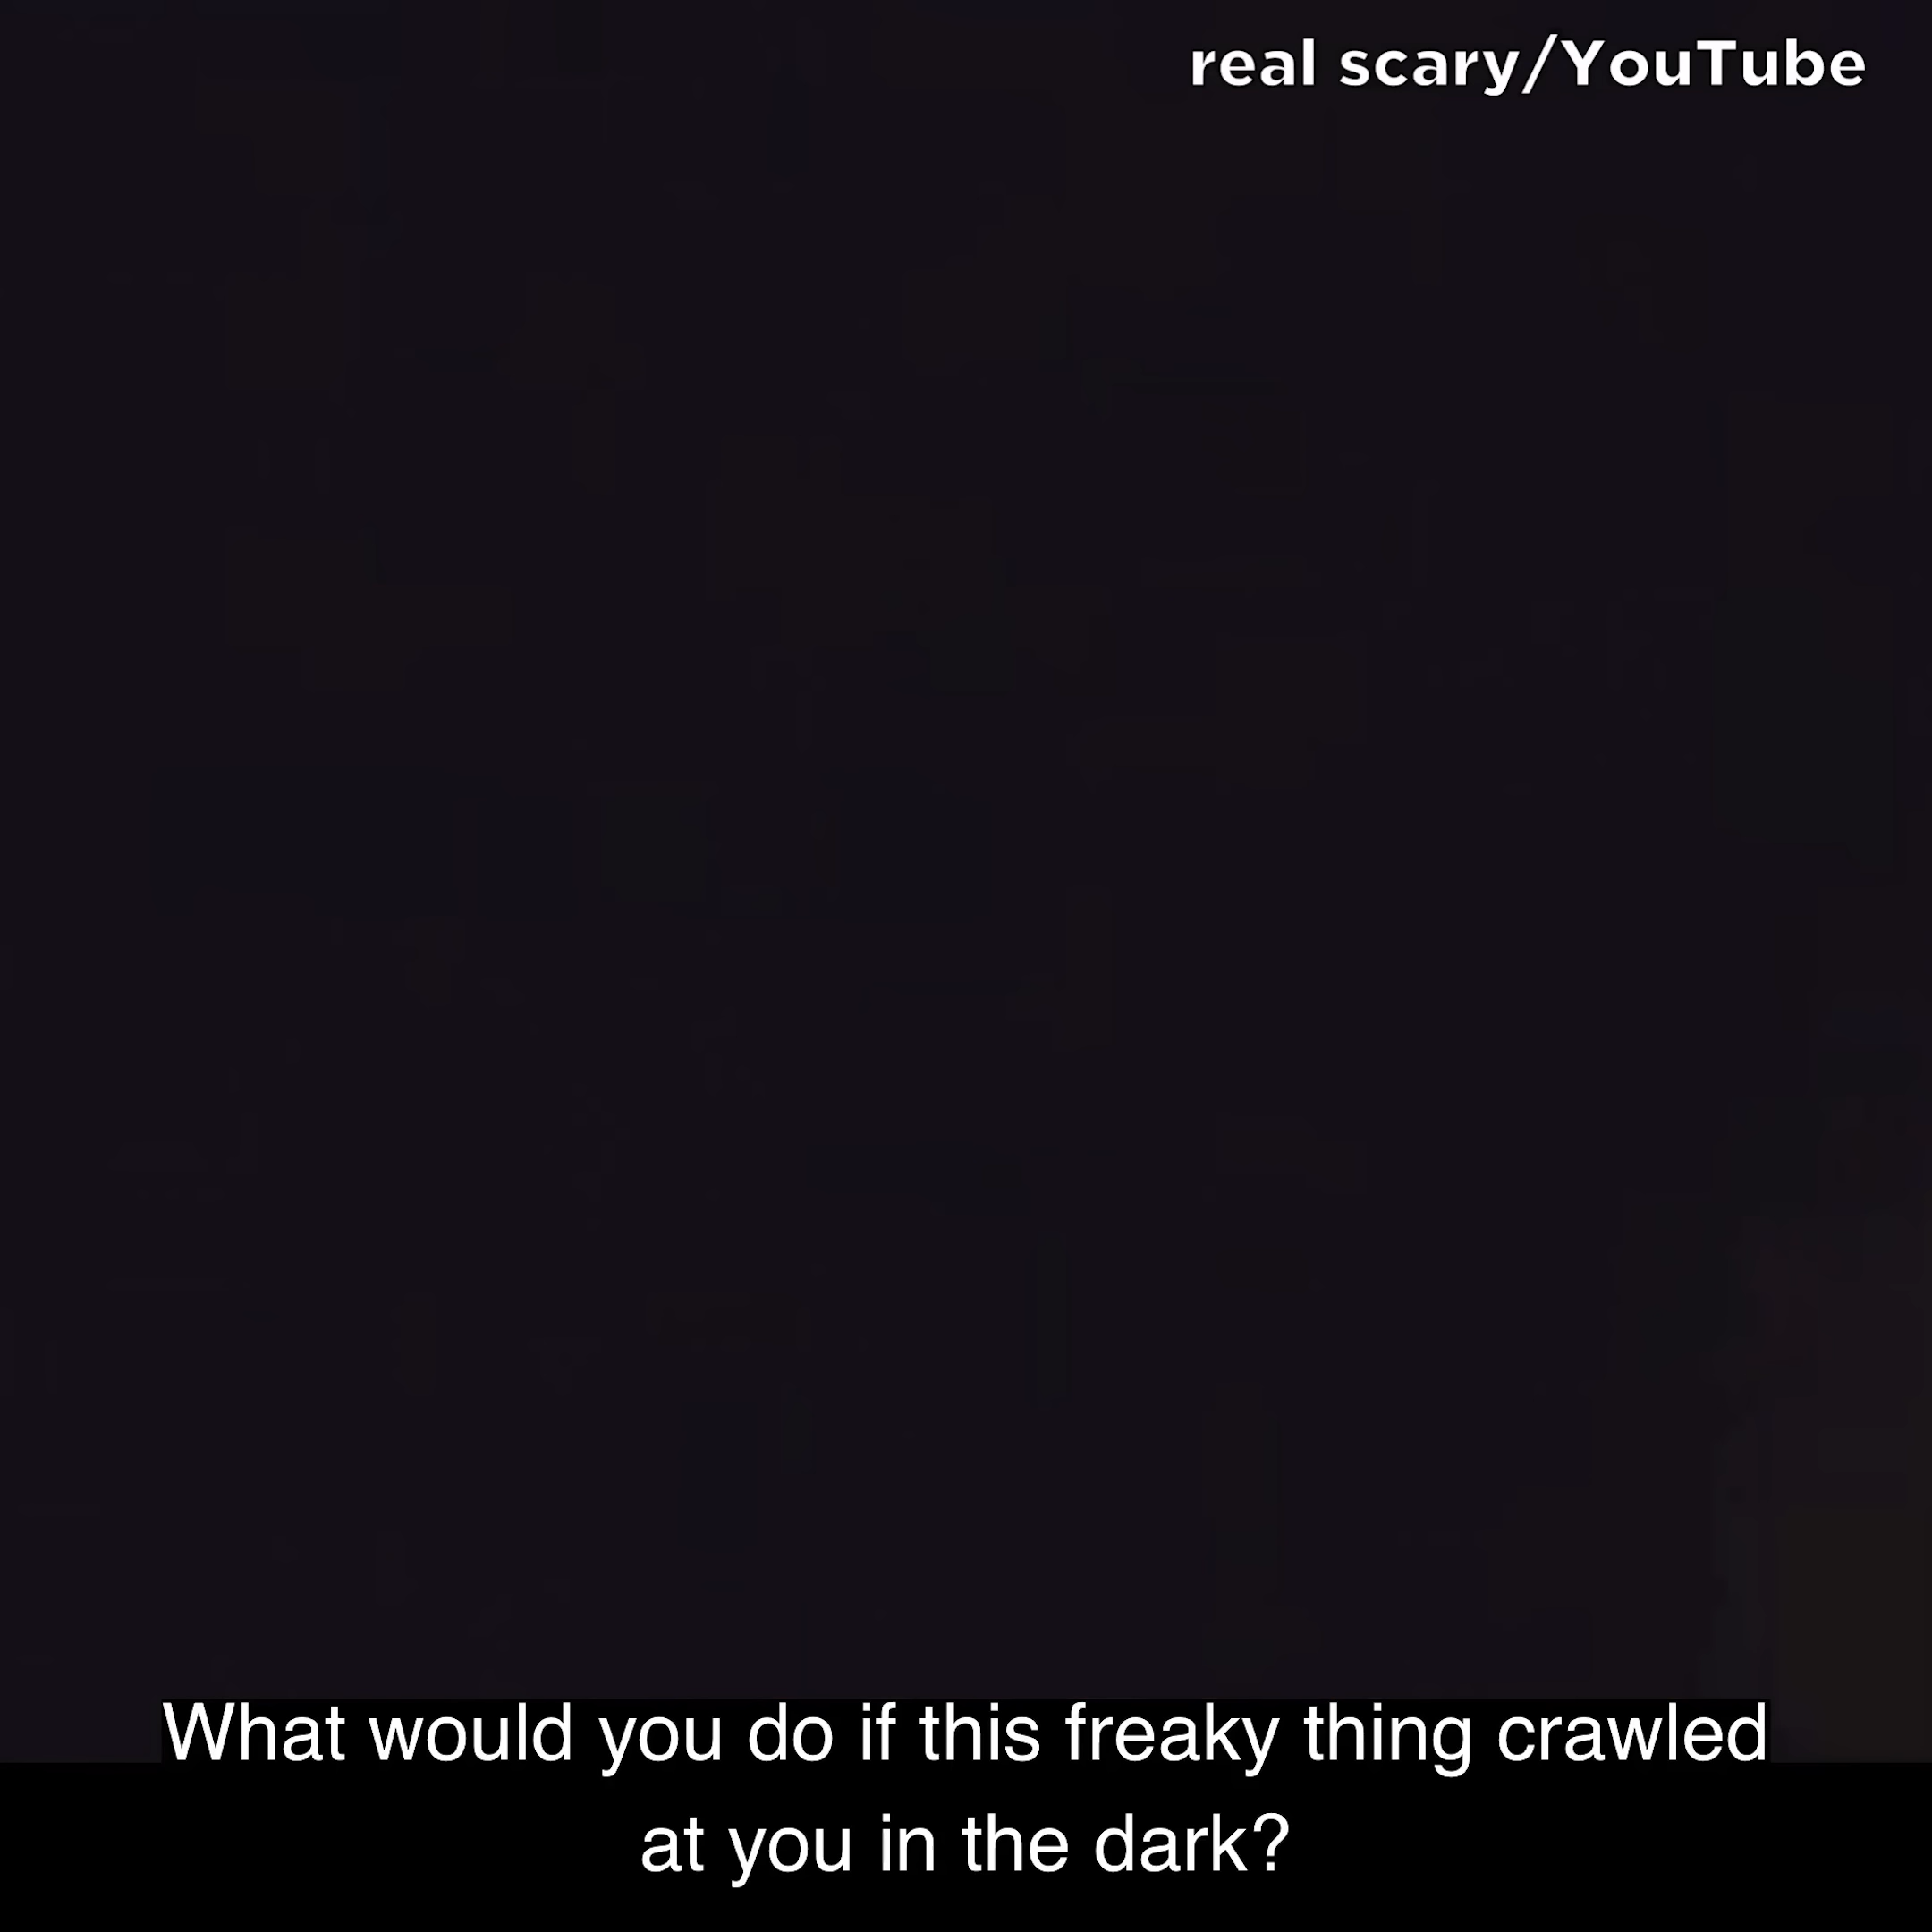 real scary/YouTube
What would you do if this freaky thing crawled
at you in the dark?